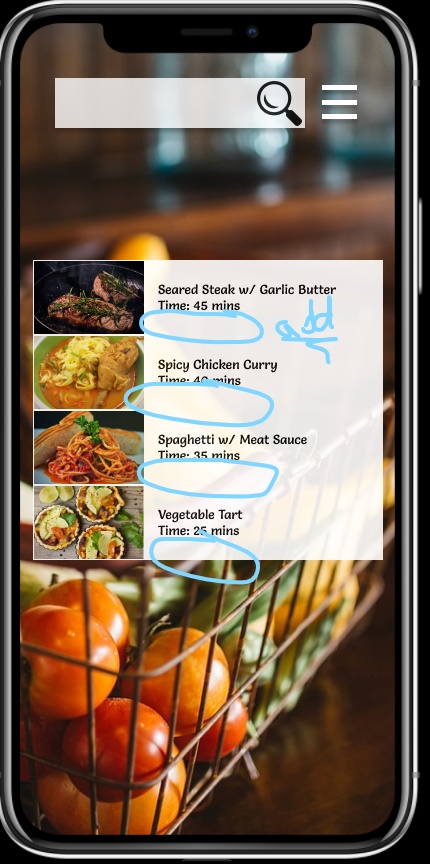 Seared Steak w/ Garlic Butter
Time: 45 mins
add
Spicy Chicken Curry
Time: 40 mins
Spaghetti w/ Meat Sauce
Time: 35 mins
Vegetable Tart
Time: 25 mins